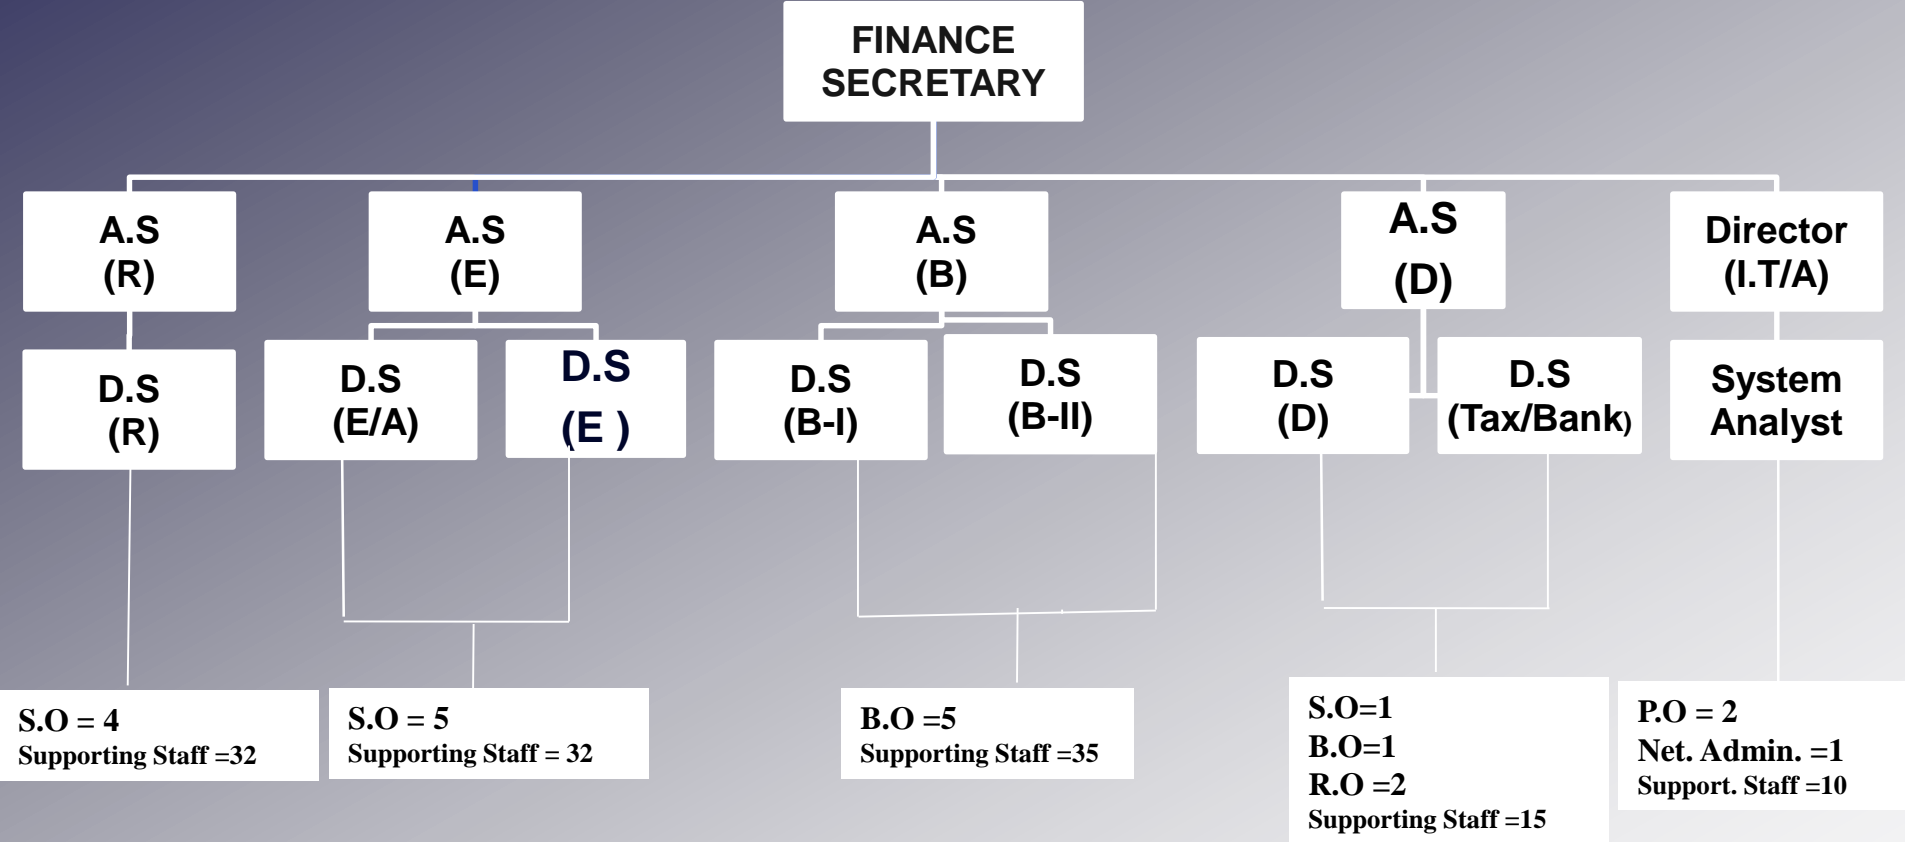 FINANCE
SECRETARY
A.S
(R)
A.S
(E)
A.S
(B)
A.S
(D)
Director
(I.T/A)
D.S
(R)
D.S
(E/A)
D.S
(E )
D.S
(B-I)
D.S
(B-II)
D.S
(D)
D.S
(Tax/Bank)
System
Analyst
S.O = 4
Supporting Staff =32
S.O = 5
Supporting Staff = 32
B.O =5
Supporting Staff =35
S.O=1
B.O=1
R.O =2
Supporting Staff =15
P.O = 2
Net. Admin. =1
Support. Staff =10